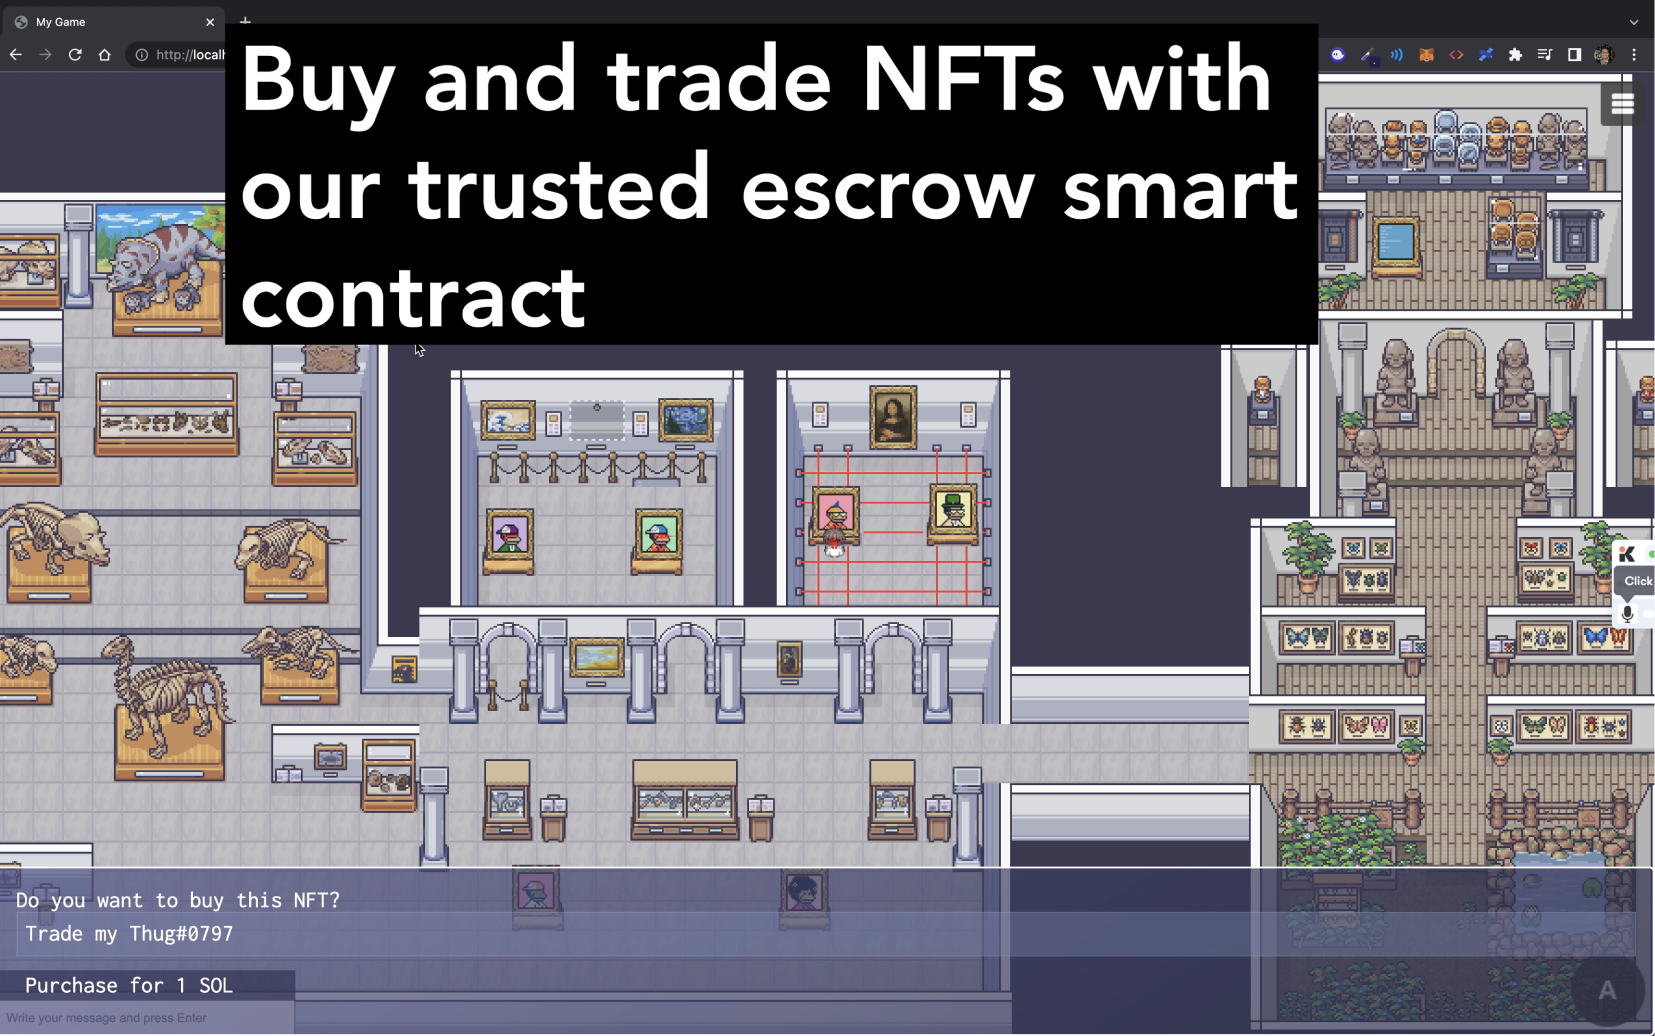 My Game
http://localh
Buy and trade NFTs with
our trusted escrow smart
contract
Click
Do you want to buy this NFT?
Trade my Thug#0797
Purchase for 1 SOL
Write your message and press Enter
A